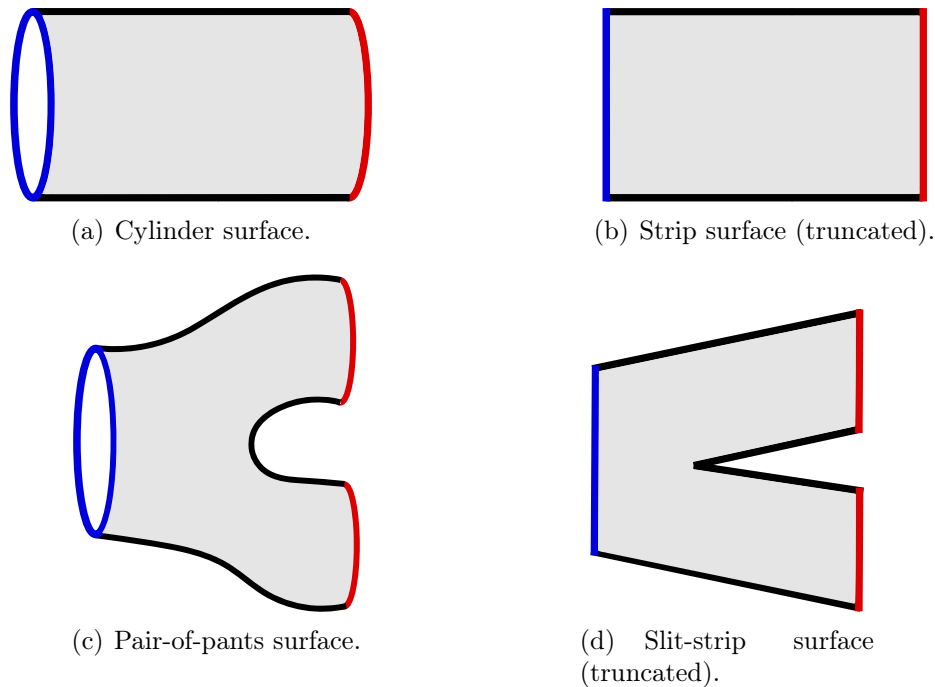 (a) Cylinder surface.
(b) Strip surface (truncated).
(c) Pair-of-pants surface.
(d) Slit-strip surface
(truncated).